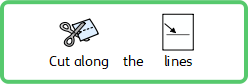 Cut along the lines